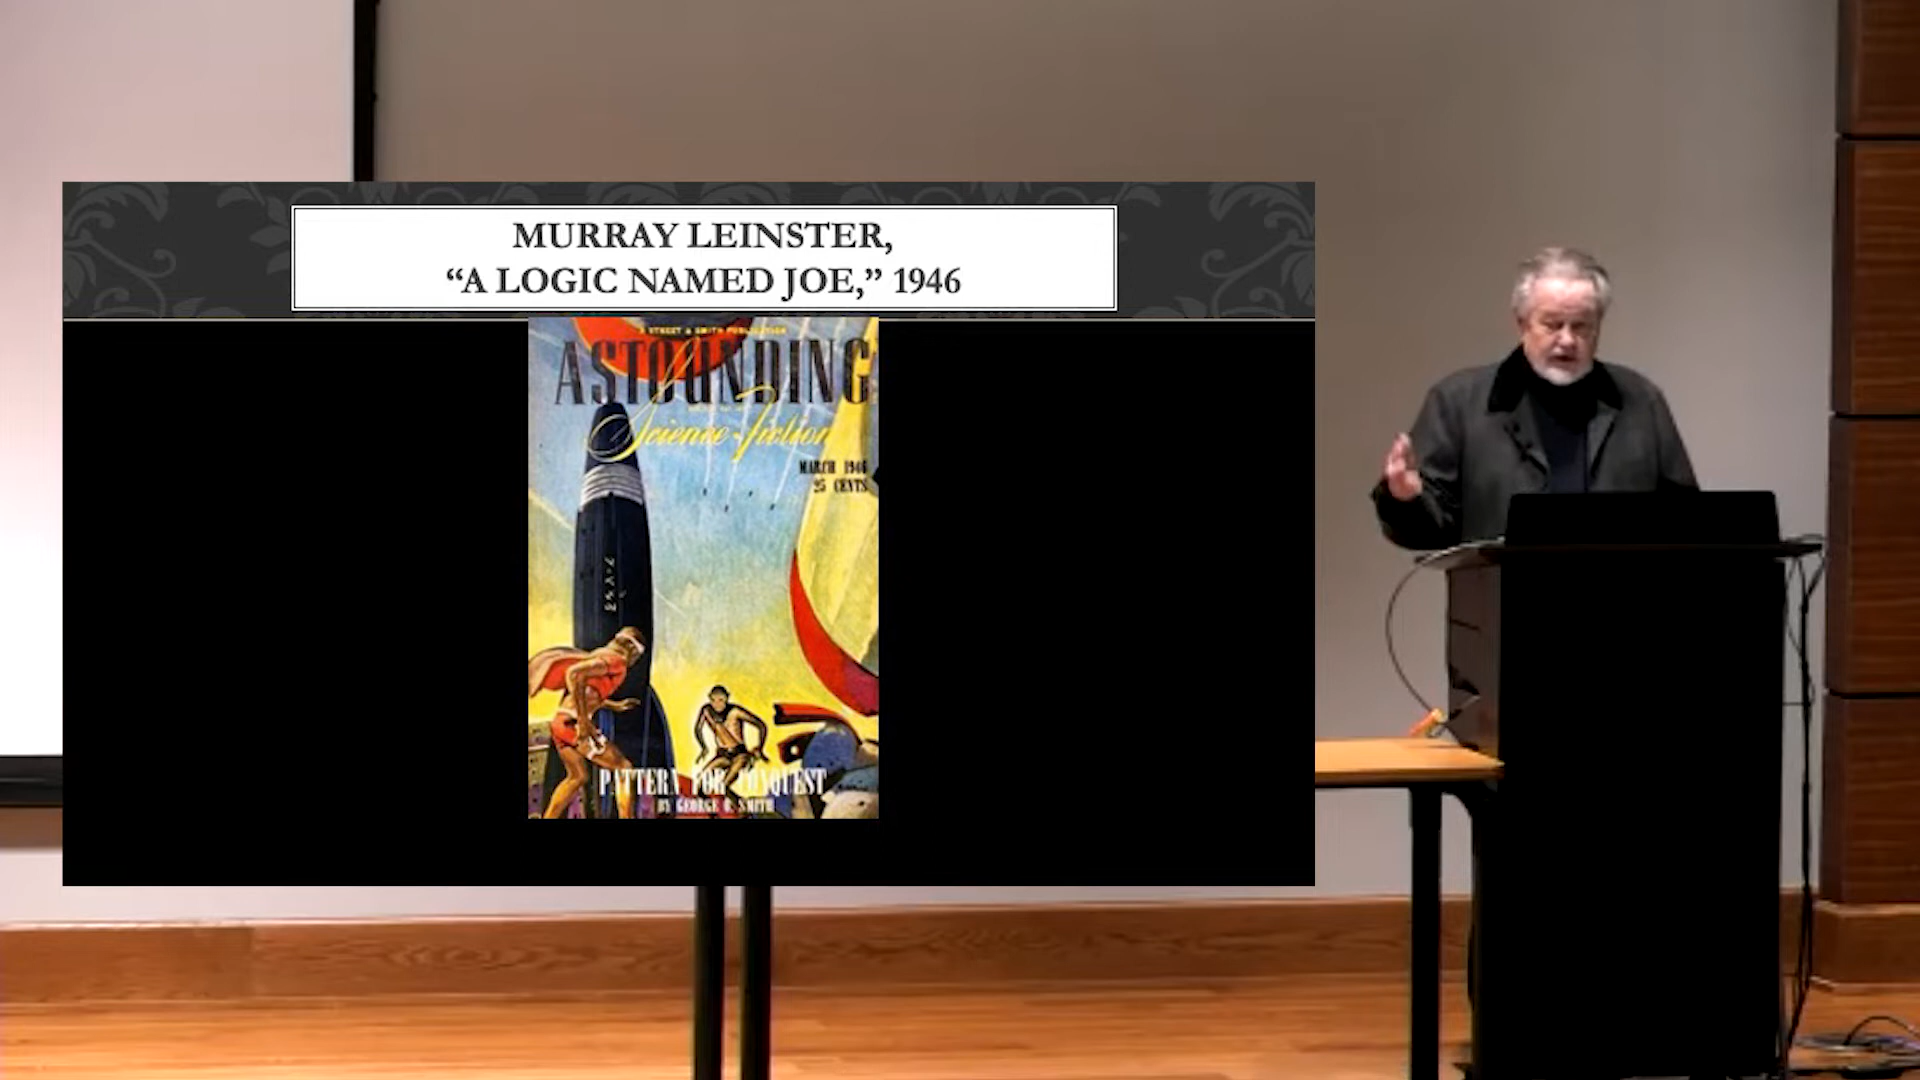 MURRAY LEINSTER,
“A LOGIC NAMED JOE,” 1946
A STREET & SMITH PUBLICATION
ASTOUNDING
Science-fiction
MARCH 1946
25 CENTS
PATTERN FOR CONQUEST
BY GEORGE O. SMITH